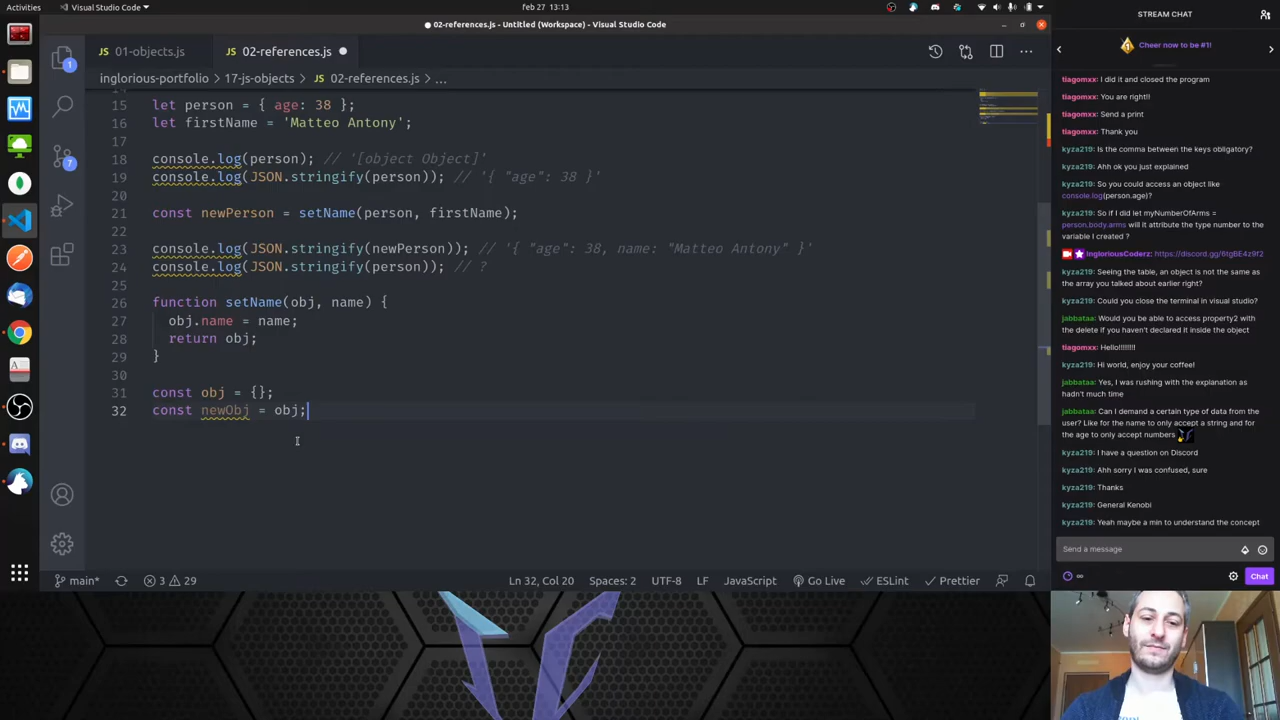 Activities
Visual Studio Code
feb 27 13:13
02-references.js - Untitled (Workspace) - Visual Studio Code
01-objects.js
02-references.js
inglorious-portfolio > 17-js-objects > 02-references.js > ...
15 let person = { age: 38 };
16 let firstName = 'Matteo Antony';
17
18 console.log(person); // '[object Object]'
19 console.log(JSON.stringify(person)); // '{ "age": 38 }'
20
21 const newPerson = setName(person, firstName);
22
23 console.log(JSON.stringify(newPerson)); // '{ "age": 38, name: "Matteo Antony" }'
24 console.log(JSON.stringify(person)); // ?
25
26 function setName(obj, name) {
27 obj.name = name;
28 return obj;
29 }
30
31 const obj = {};
32 const newObj = obj;
1
7
main*
3
29
Ln 32, Col 20
Spaces: 2
UTF-8
LF
JavaScript
Go Live
ESLint
Prettier
STREAM CHAT
1
Cheer now to be #1!
tiagomxx: I did it and closed the program
tiagomxx: You are right!!
tiagomxx: Send a print
tiagomxx: Thank you
kyza219: Is the comma between the keys obligatory?
kyza219: Ahh ok you just explained
kyza219: So you could access an object like
console.log(person.age)?
kyza219: So if I did let myNumberOfArms =
person.body.arms will it attribute the type number to the
variable I created ?
IngloriousCoderz: https://discord.gg/6tgBE4z9f2
kyza219: Seeing the table, an object is not the same as
the array you talked about earlier right?
kyza219: Could you close the terminal in visual studio?
jabbataa: Would you be able to access property2 with
the delete if you haven't declared it inside the object
tiagomxx: Hello!!!!!!!!
kyza219: Hi world, enjoy your coffee!
jabbataa: Yes, I was rushing with the explanation as
hadn't much time
jabbataa: Can I demand a certain type of data from the
user? Like for the name to only accept a string and for
the age to only accept numbers
kyza219: I have a question on Discord
kyza219: Ahh sorry I was confused, sure
kyza219: Thanks
kyza219: General Kenobi
kyza219: Yeah maybe a min to understand the concept
Send a message
Chat